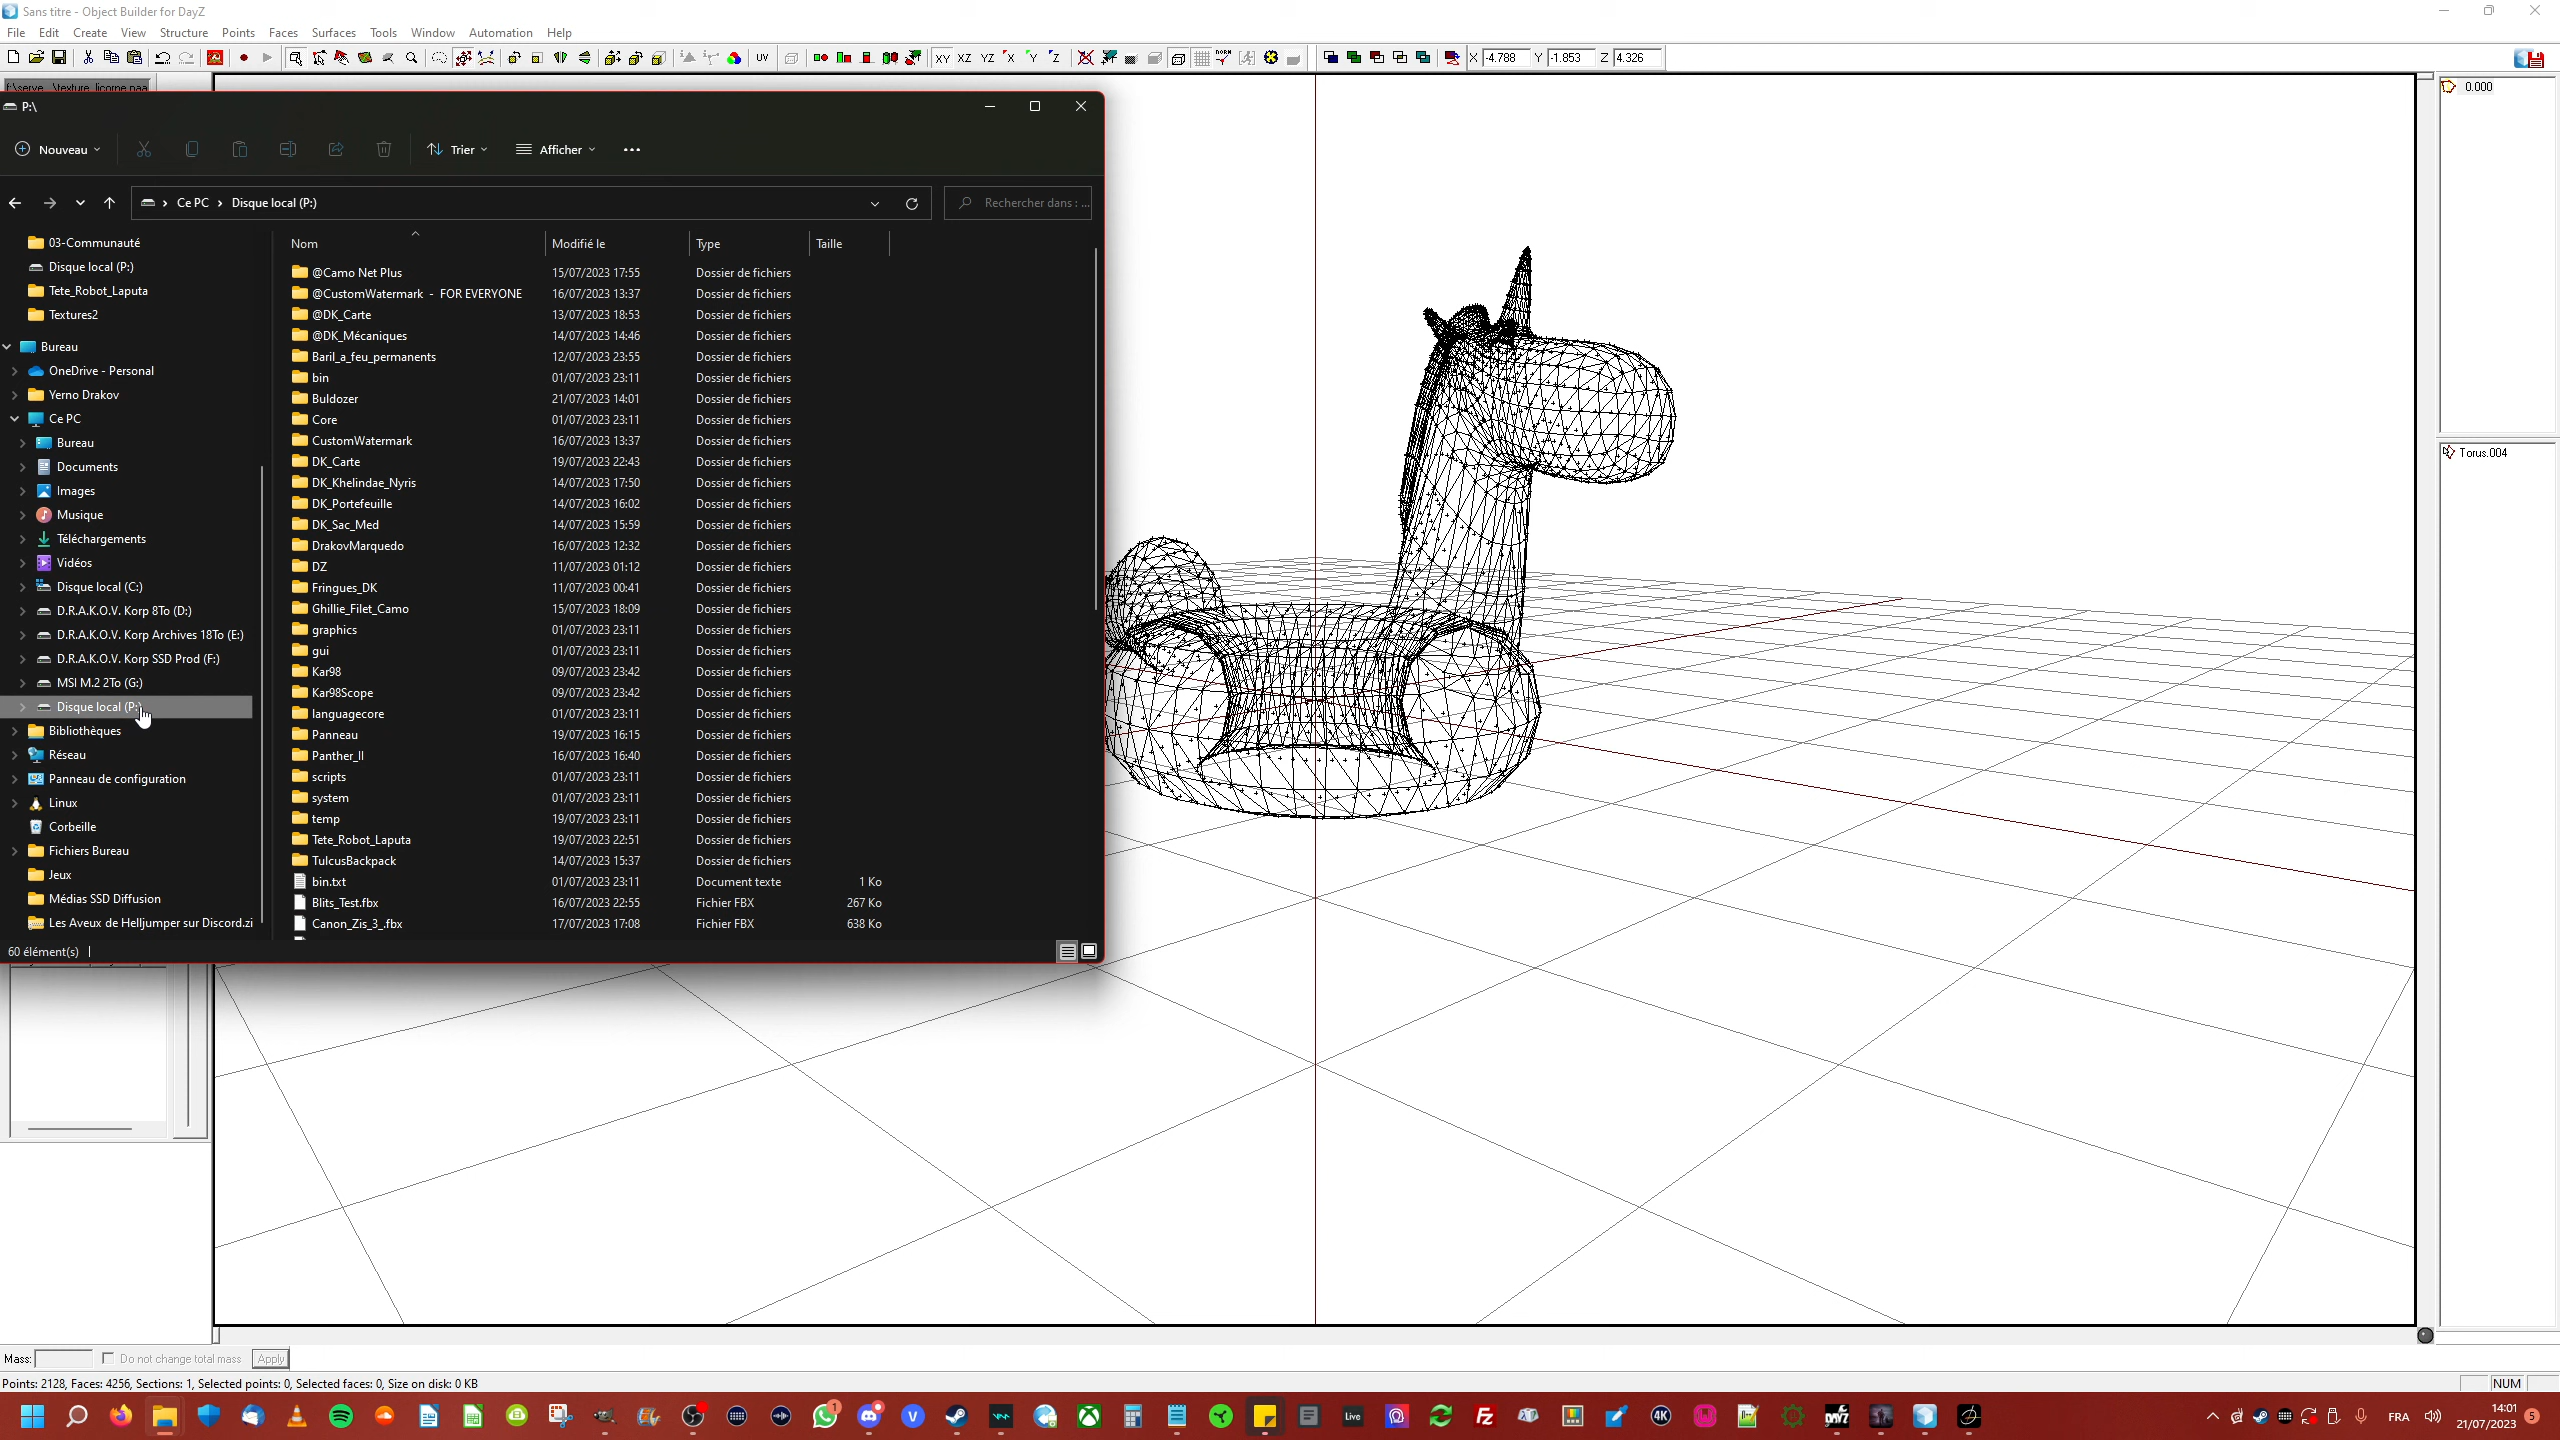 Sans titre - Object Builder for DayZ
File Edit Create View Structure Points Faces Surfaces Tools Window Automation Help
UV XY XZ YZ X Y Z NORM X -4.788 Y -1.853 Z 4.326
P:\
Nouveau Trier Afficher
Ce PC Disque local (P:) Rechercher dans : ...
03-Communauté
Disque local (P:)
Tete_Robot_Laputa
Textures2
Bureau
OneDrive - Personal
Yerno Drakov
Ce PC
Bureau
Documents
Images
Musique
Téléchargements
Vidéos
Disque local (C:)
D.R.A.K.O.V. Korp 8To (D:)
D.R.A.K.O.V. Korp Archives 18To (E:)
D.R.A.K.O.V. Korp SSD Prod (F:)
MSI M.2 2To (G:)
Disque local (P:)
Bibliothèques
Réseau
Panneau de configuration
Linux
Corbeille
Fichiers Bureau
Jeux
Médias SSD Diffusion
Les Aveux de Helljumper sur Discord.zi
Nom Modifié le Type Taille
@Camo Net Plus 15/07/2023 17:55 Dossier de fichiers
@CustomWatermark - FOR EVERYONE 16/07/2023 13:37 Dossier de fichiers
@DK_Carte 13/07/2023 18:53 Dossier de fichiers
@DK_Mécaniques 14/07/2023 14:46 Dossier de fichiers
Baril_a_feu_permanents 12/07/2023 23:55 Dossier de fichiers
bin 01/07/2023 23:11 Dossier de fichiers
Buldozer 21/07/2023 14:01 Dossier de fichiers
Core 01/07/2023 23:11 Dossier de fichiers
CustomWatermark 16/07/2023 13:37 Dossier de fichiers
DK_Carte 19/07/2023 22:43 Dossier de fichiers
DK_Khelindae_Nyris 14/07/2023 17:50 Dossier de fichiers
DK_Portefeuille 14/07/2023 16:02 Dossier de fichiers
DK_Sac_Med 14/07/2023 15:59 Dossier de fichiers
DrakovMarquedo 16/07/2023 12:32 Dossier de fichiers
DZ 11/07/2023 01:12 Dossier de fichiers
Fringues_DK 11/07/2023 00:41 Dossier de fichiers
Ghillie_Filet_Camo 15/07/2023 18:09 Dossier de fichiers
graphics 01/07/2023 23:11 Dossier de fichiers
gui 01/07/2023 23:11 Dossier de fichiers
Kar98 09/07/2023 23:42 Dossier de fichiers
Kar98Scope 09/07/2023 23:42 Dossier de fichiers
languagecore 01/07/2023 23:11 Dossier de fichiers
Panneau 19/07/2023 16:15 Dossier de fichiers
Panther_II 16/07/2023 16:40 Dossier de fichiers
scripts 01/07/2023 23:11 Dossier de fichiers
system 01/07/2023 23:11 Dossier de fichiers
temp 19/07/2023 23:11 Dossier de fichiers
Tete_Robot_Laputa 19/07/2023 22:51 Dossier de fichiers
TulcusBackpack 14/07/2023 15:37 Dossier de fichiers
bin.txt 01/07/2023 23:11 Document texte 1 Ko
Blits_Test.fbx 16/07/2023 22:55 Fichier FBX 267 Ko
Canon_Zis_3_.fbx 17/07/2023 17:08 Fichier FBX 638 Ko
60 élément(s)
0.000
Torus.004
Mass: Do not change total mass Apply
Points: 2128, Faces: 4256, Sections: 1, Selected points: 0, Selected faces: 0, Size on disk: 0 KB
NUM
1 Live 4K FRA 14:01
21/07/2023 5